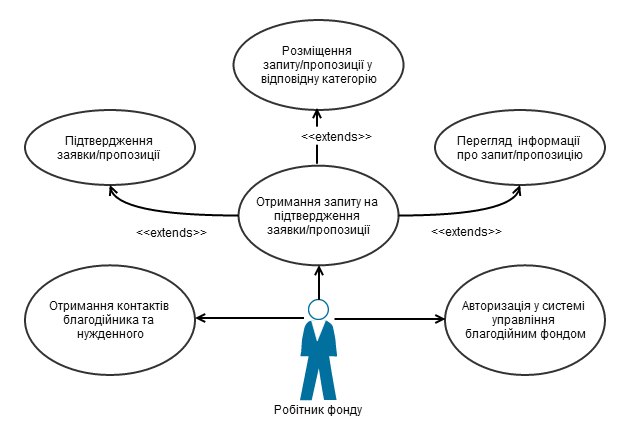 Розміщення
запиту/пропозиції у
відповідну категорію
<<extends>>
Підтвердження
заявки/пропозиції
Перегляд інформації
про запит/пропозицію
Отримання запиту на
підтвердження
заявки/пропозиції
<<extends>>
<<extends>>
Отримання контактів
благодійника та
нужденного
Авторизація у системі
управління
благодійним фондом
Робітник фонду